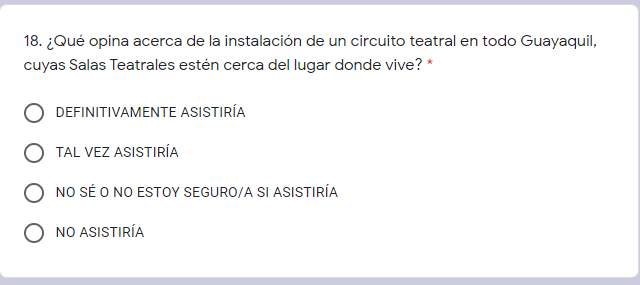 18. ¿Qué opina acerca de la instalación de un circuito teatral en todo Guayaquil,
cuyas Salas Teatrales estén cerca del lugar donde vive? *
DEFINITIVAMENTE ASISTIRÍA
TAL VEZ ASISTIRÍA
NO SÉ O NO ESTOY SEGURO/A SI ASISTIRÍA
NO ASISTIRÍA